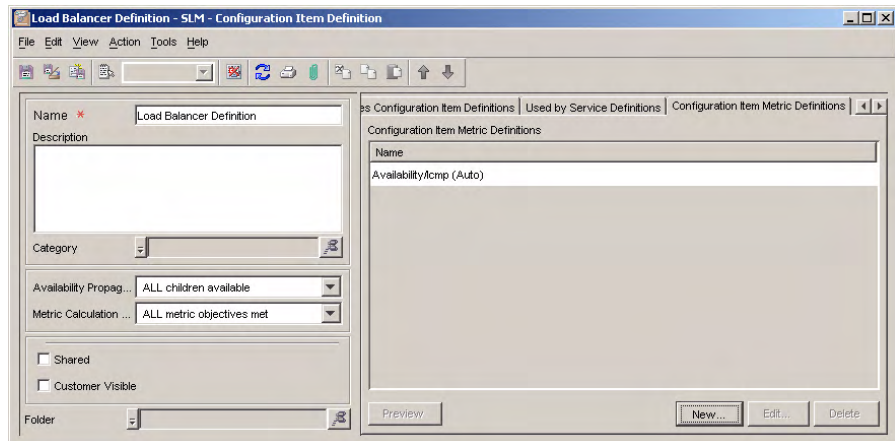 Load Balancer Definition - SLM - Configuration Item Definition
File Edit View Action Tools Help
Name *
Load Balancer Definition
Description
Category
Availability Propag...
ALL children available
Metric Calculation ...
ALL metric objectives met
Shared
Customer Visible
Folder
es Configuration Item Definitions
Used by Service Definitions
Configuration Item Metric Definitions
Configuration Item Metric Definitions
Name
Availability/Icmp (Auto)
Preview
New...
Edit...
Delete